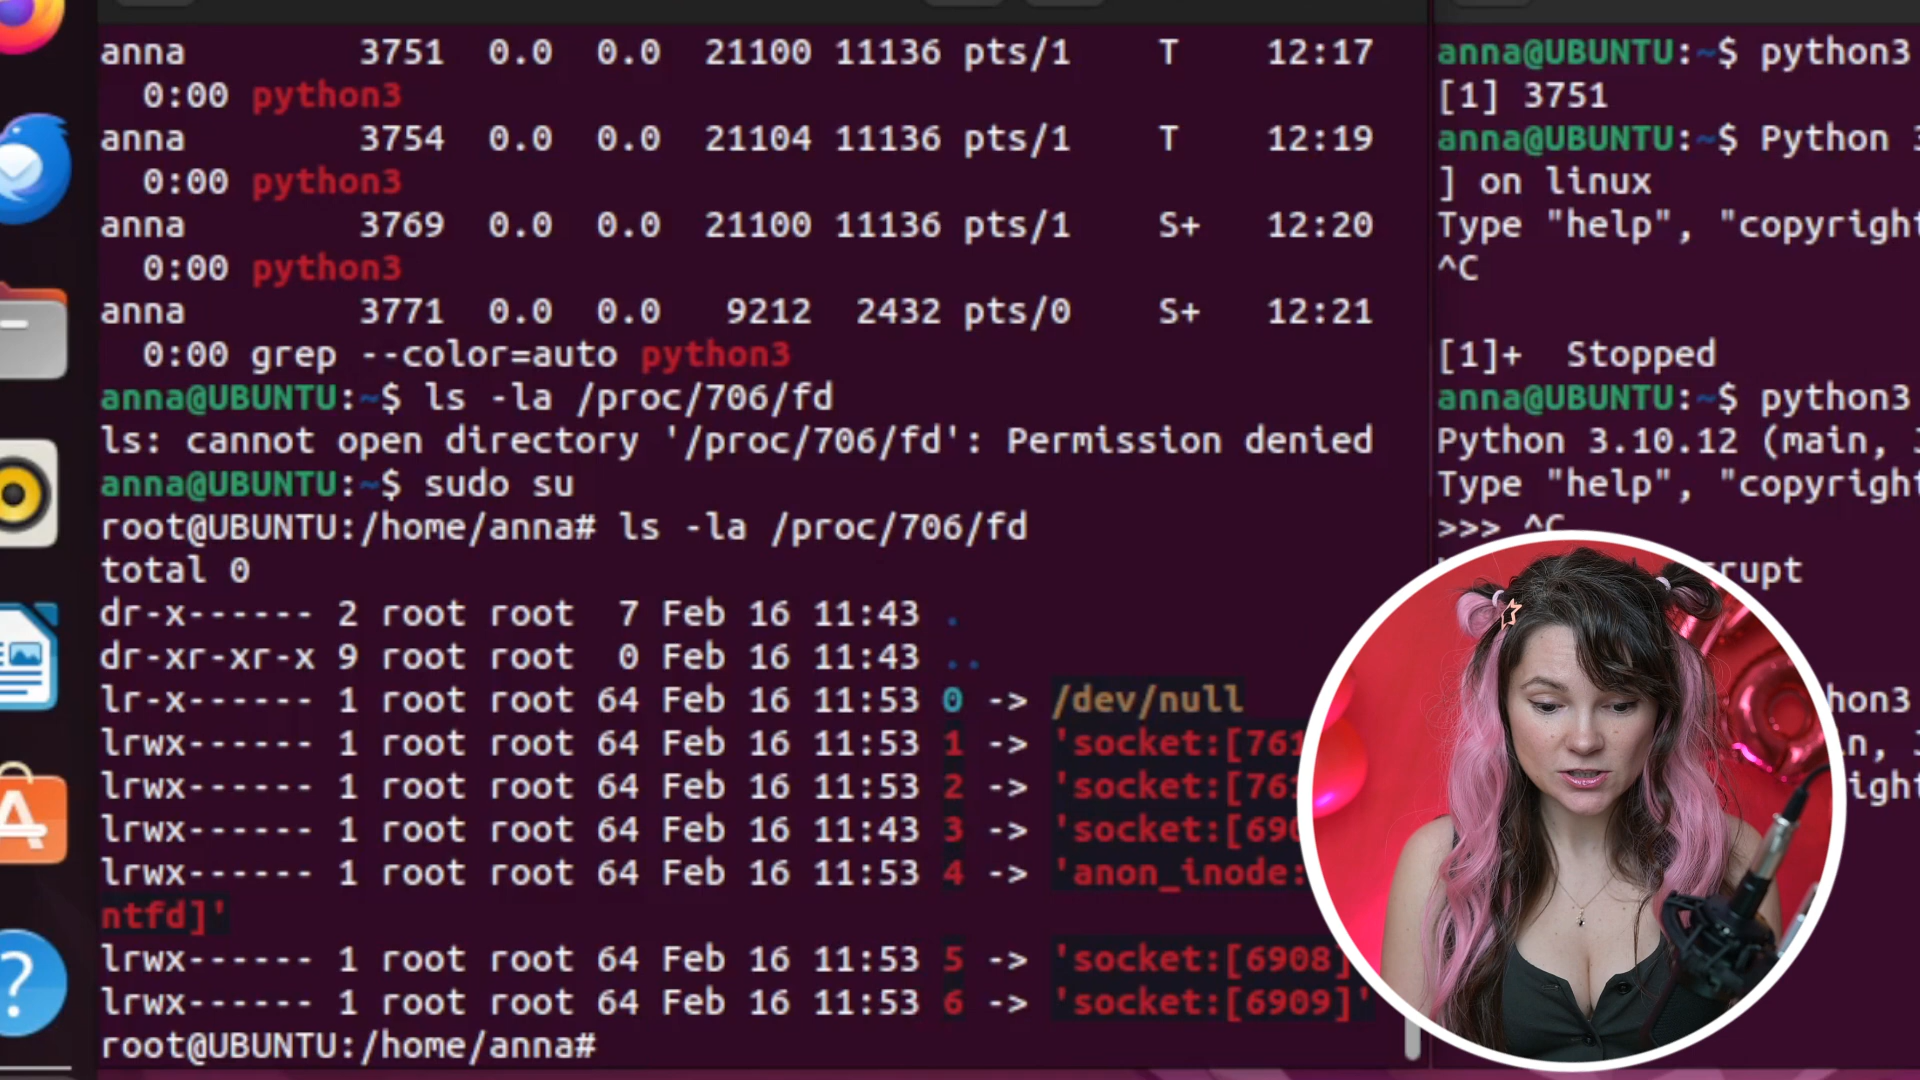 anna 3751 0.0 0.0 21100 11136 pts/1 T 12:17
0:00 python3
anna 3754 0.0 0.0 21104 11136 pts/1 T 12:19
0:00 python3
anna 3769 0.0 0.0 21100 11136 pts/1 S+ 12:20
0:00 python3
anna 3771 0.0 0.0 9212 2432 pts/0 S+ 12:21
0:00 grep --color=auto python3
anna@UBUNTU:~$ ls -la /proc/706/fd
ls: cannot open directory '/proc/706/fd': Permission denied
anna@UBUNTU:~$ sudo su
root@UBUNTU:/home/anna# ls -la /proc/706/fd
total 0
dr-x------ 2 root root 7 Feb 16 11:43 .
dr-xr-xr-x 9 root root 0 Feb 16 11:43 ..
lr-x------ 1 root root 64 Feb 16 11:53 0 -> /dev/null
lrwx------ 1 root root 64 Feb 16 11:53 1 -> 'socket:[761
lrwx------ 1 root root 64 Feb 16 11:53 2 -> 'socket:[761
lrwx------ 1 root root 64 Feb 16 11:43 3 -> 'socket:[690
lrwx------ 1 root root 64 Feb 16 11:53 4 -> 'anon_inode:
ntfd]'
lrwx------ 1 root root 64 Feb 16 11:53 5 -> 'socket:[6908]
lrwx------ 1 root root 64 Feb 16 11:53 6 -> 'socket:[6909]'
root@UBUNTU:/home/anna#
anna@UBUNTU:~$ python3
[1] 3751
anna@UBUNTU:~$ Python 3
] on linux
Type "help", "copyright
^C
[1]+ Stopped
anna@UBUNTU:~$ python3
Python 3.10.12 (main, J
Type "help", "copyright
>>> ^C
rrupt
hon3
n, J
ight